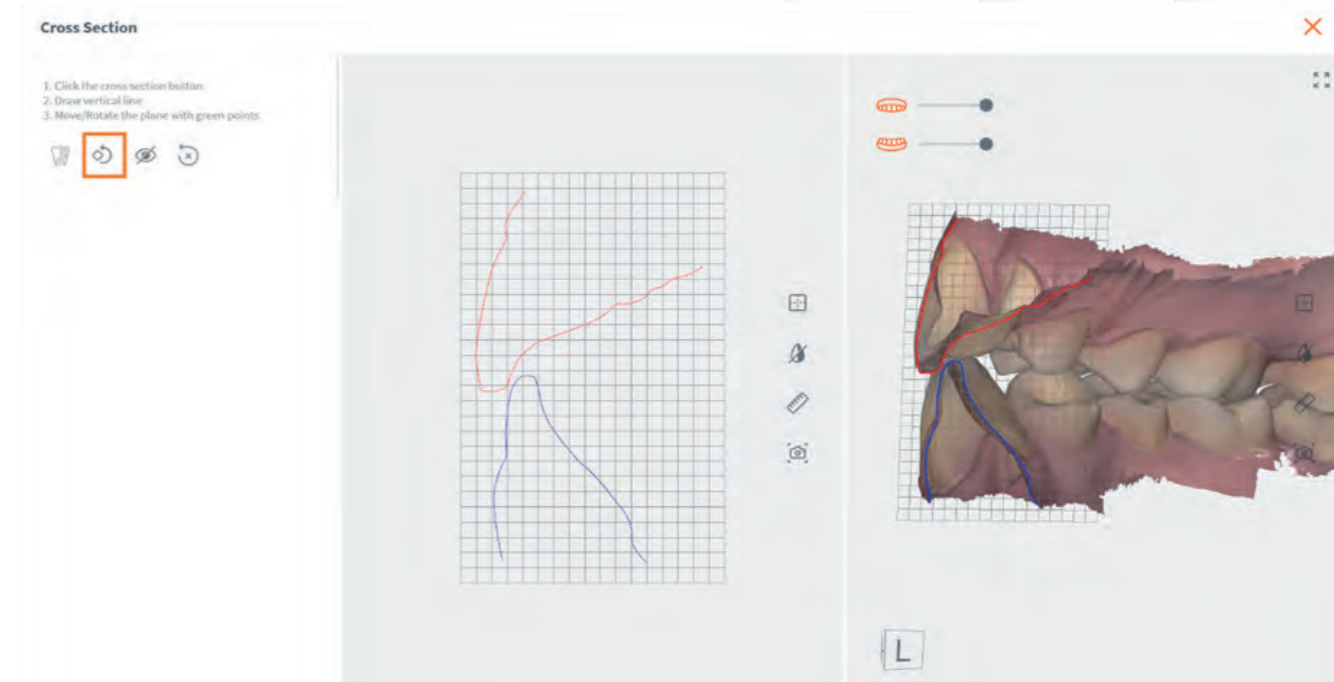 Cross Section
1. Click the cross section button
2. Draw vertical line
3. Move/Rotate the plane with green points
L